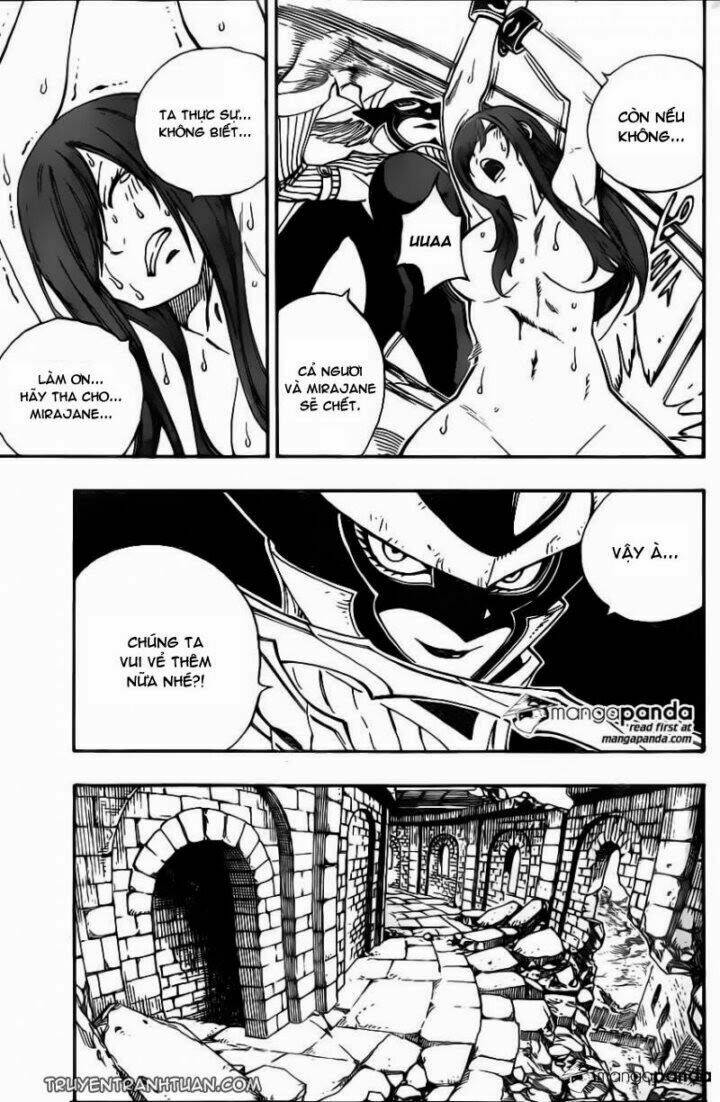 CÒN NẾU
KHÔNG...
UUAA
CẢ NGƯƠI
VÀ MIRAJANE
SẼ CHẾT.
TA THỰC SỰ...
KHÔNG BIẾT...
LÀM ƠN...
HÃY THA CHO...
MIRAJANE...
VẬY À...
CHÚNG TA
VUI VẺ THÊM
NỮA NHÉ?!
mangapanda
read first at
mangapanda.com
TRUYENTRANHTUAN.COM
mangapanda